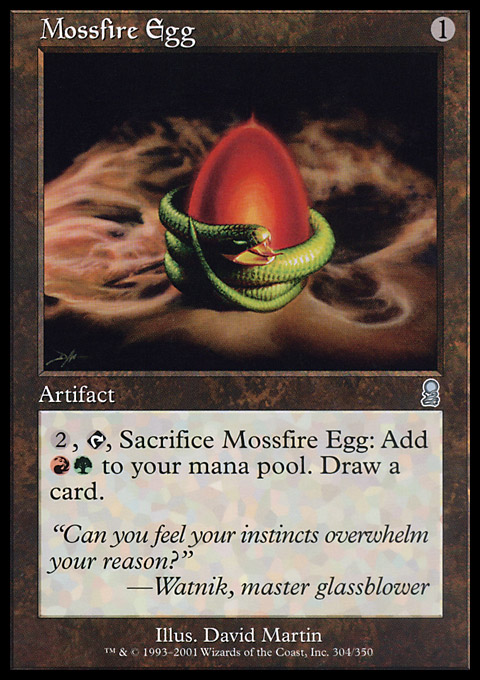 Mossfire Egg 1
Artifact
2, , Sacrifice Mossfire Egg: Add
to your mana pool. Draw a
card.
“Can you feel your instincts overwhelm
your reason?”
—Watnik, master glassblower
Illus. David Martin
™ & © 1993–2001 Wizards of the Coast, Inc. 304/350